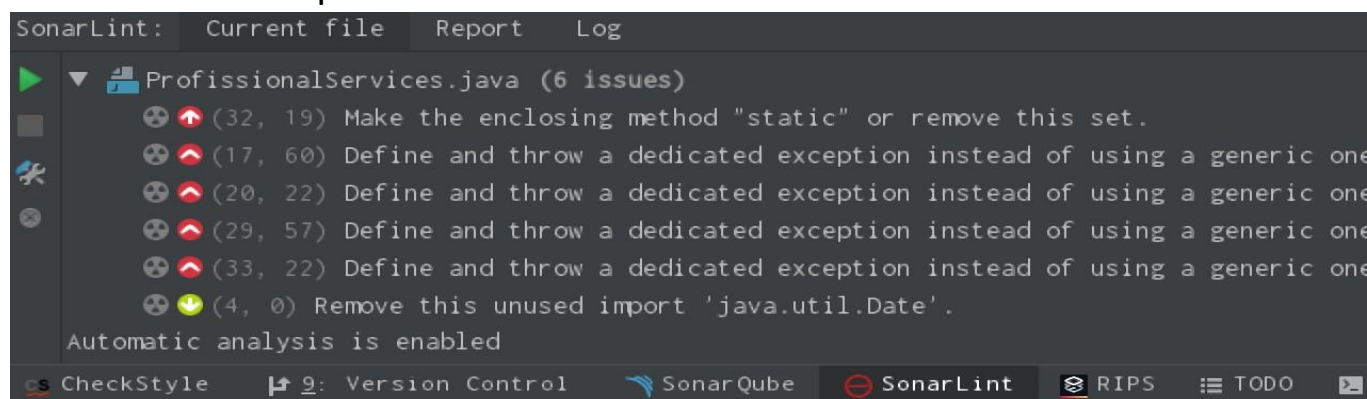 SonarLint: Current file Report Log
ProfissionalServices.java (6 issues)
(32, 19) Make the enclosing method "static" or remove this set.
(17, 60) Define and throw a dedicated exception instead of using a generic one
(20, 22) Define and throw a dedicated exception instead of using a generic one
(29, 57) Define and throw a dedicated exception instead of using a generic one
(33, 22) Define and throw a dedicated exception instead of using a generic one
(4, 0) Remove this unused import 'java.util.Date'.
Automatic analysis is enabled
cs CheckStyle 9: Version Control SonarQube SonarLint RIPS TODO